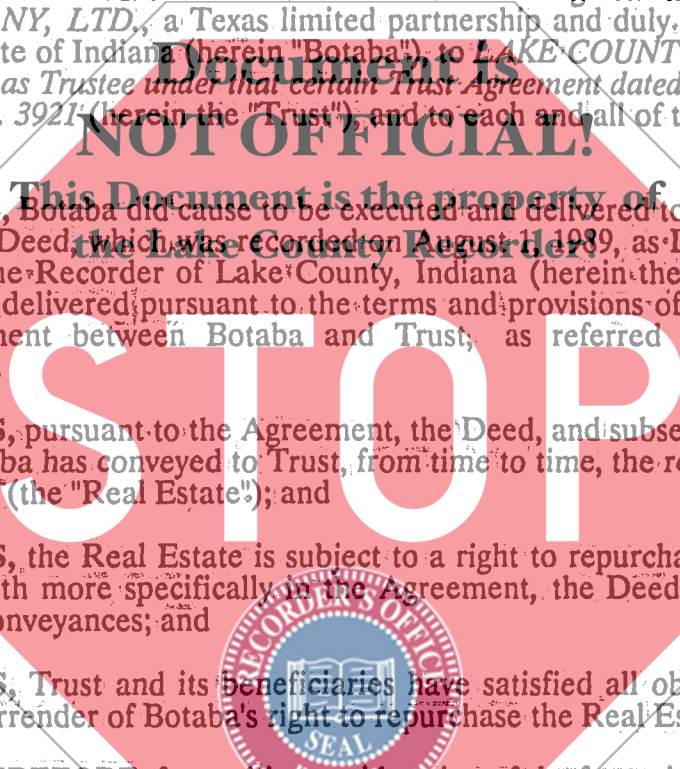 NY, LTD., a Texas limited partnership and duly
te of Indiana (herein "Botaba") to LAKE COUNT
Document is
as Trustee under that certain Trust Agreement dated
. 3921 (herein the "Trust"), and to each and all of t
NOT OFFICIAL!
This Document is the property of
, Botaba did cause to be executed and delivered to
Deed, which was recorded on August 1, 1989, as
the Lake County Recorder!
he Recorder of Lake County, Indiana (herein the
delivered pursuant to the terms and provisions of
ment between Botaba and Trust, as referred
STOP
S, pursuant to the Agreement, the Deed, and subse
ba has conveyed to Trust, from time to time, the re
(the "Real Estate"); and
S, the Real Estate is subject to a right to repurcha
th more specifically in the Agreement, the Deed
onveyances; and
RECORDER'S OFFIC
S, Trust and its beneficiaries have satisfied all ob
rrender of Botaba's right to repurchase the Real Es
SEAL